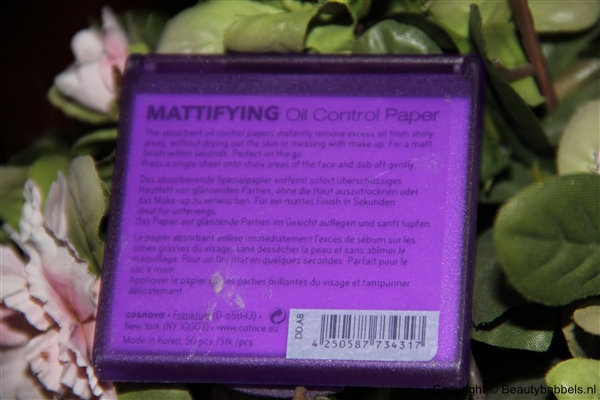 MATTIFYING Oil Control Paper
The absorbent oil control papers instantly remove excess oil from shiny
areas, without drying out the skin or messing with make up. For a matt
finish within seconds. Perfect on the go.
Press a single sheet onto shiny areas of the face and dab off gently.
Das absorbierende Spezialpapier entfernt sofort überschüssiges
Hautfett von glänzenden Partien, ohne die Haut auszutrocknen oder
das Make-up zu verwischen. Für ein mattes Finish in Sekunden.
Ideal für unterwegs.
Das Papier auf glänzende Partien im Gesicht auflegen und sanft tupfen.
Le papier absorbant enlève immédiatement l'excès de sébum sur les
zones grasses du visage, sans dessécher la peau et sans abîmer le
maquillage. Pour un fini mat en quelques secondes. Parfait pour le
sac à main.
Appliquer le papier sur les parties brillantes du visage et tamponner
délicatement.
cosnova • Frankfurt (D-65843) •
New York (NY 10001) • www.catrice.eu
Made in Korea, 50 pcs /Stk /pcs
DD.AB
4 250587 734317
Copyright © Beautybabbels.nl